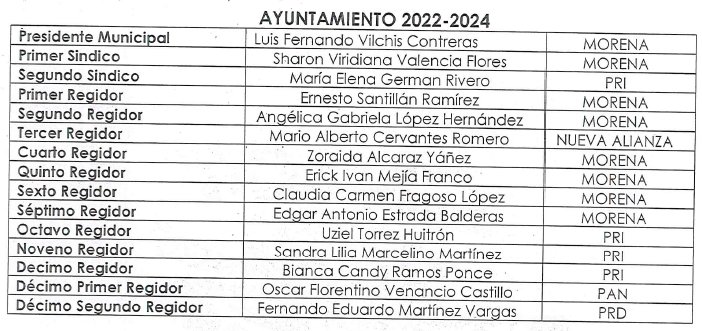 AYUNTAMIENTO 2022-2024
Presidente Municipal Luis Fernando Vilchis Contreras MORENA
Primer Sindico Sharon Viridiana Valencia Flores MORENA
Segundo Sindico María Elena German Rivero PRI
Primer Regidor Ernesto Santillán Ramírez MORENA
Segundo Regidor Angélica Gabriela López Hernández MORENA
Tercer Regidor Mario Alberto Cervantes Romero NUEVA ALIANZA
Cuarto Regidor Zoraida Alcaraz Yáñez MORENA
Quinto Regidor Erick Ivan Mejía Franco MORENA
Sexto Regidor Claudia Carmen Fragoso López MORENA
Séptimo Regidor Edgar Antonio Estrada Balderas MORENA
Octavo Regidor Uziel Torrez Huitrón PRI
Noveno Regidor Sandra Lilia Marcelino Martínez PRI
Decimo Regidor Bianca Candy Ramos Ponce PRI
Décimo Primer Regidor Oscar Florentino Venancio Castillo PAN
Décimo Segundo Regidor Fernando Eduardo Martínez Vargas PRD